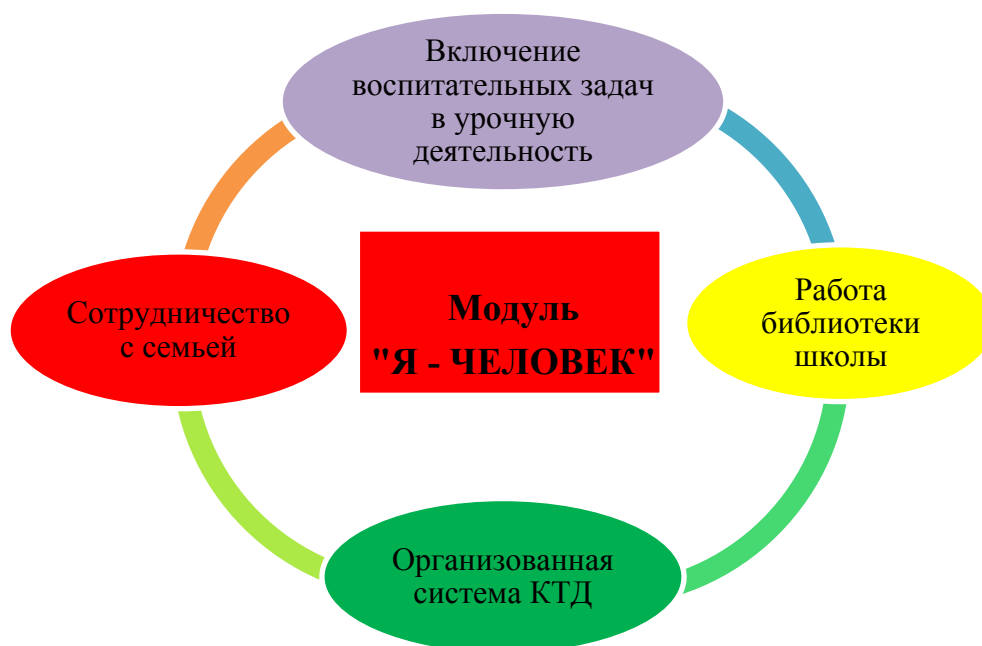 Включение
воспитательных задач
в урочную
деятельность
Сотрудничество
с семьей
Модуль
"Я - ЧЕЛОВЕК"
Работа
библиотеки
школы
Организованная
система КТД